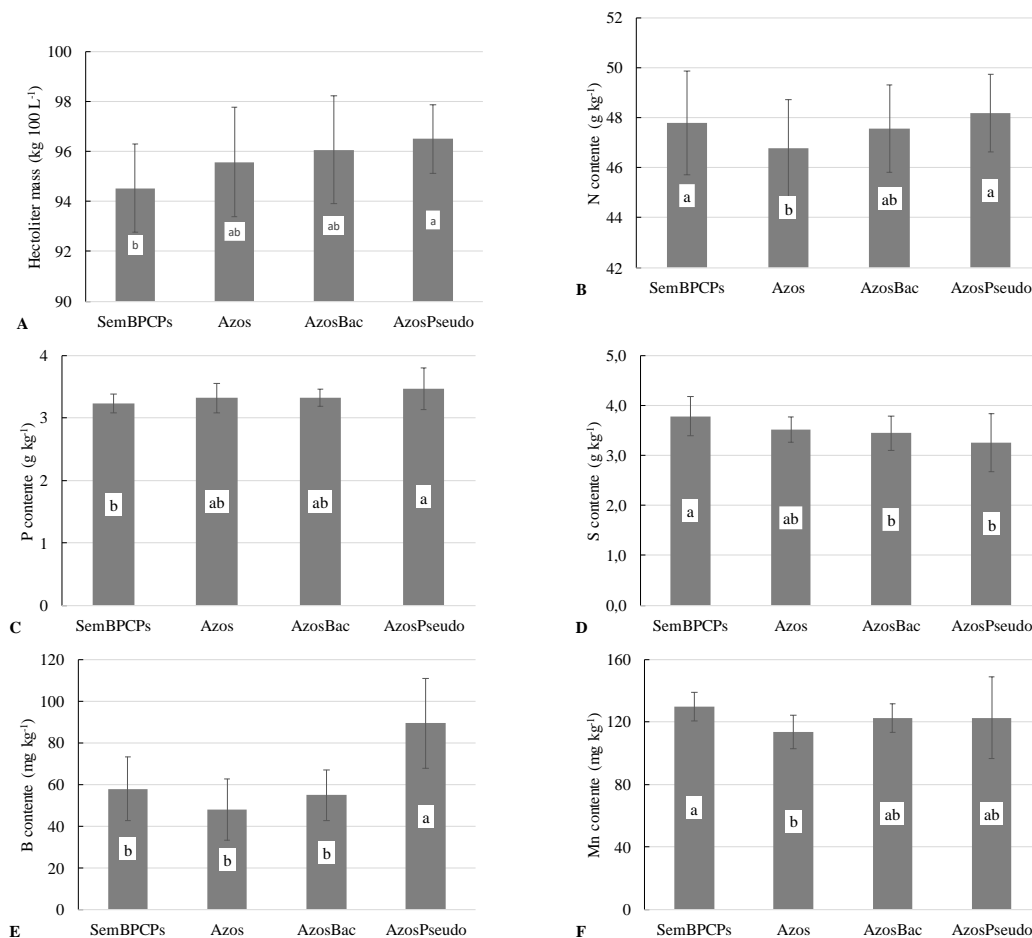 Hectoliter mass (kg 100 L⁻¹)
100
98
96
94
92
90
b
ab
ab
a
SemBPCPs Azos AzosBac AzosPseudo
A
N contente (g kg⁻¹)
52
50
48
46
44
42
a
b
ab
a
SemBPCPs Azos AzosBac AzosPseudo
B
P contente (g kg⁻¹)
4
3
2
1
0
b
ab
ab
a
SemBPCPs Azos AzosBac AzosPseudo
C
S contente (g kg⁻¹)
5,0
4,0
3,0
2,0
1,0
0,0
a
ab
b
b
SemBPCPs Azos AzosBac AzosPseudo
D
B contente (mg kg⁻¹)
120
100
80
60
40
20
0
b
b
b
a
SemBPCPs Azos AzosBac AzosPseudo
E
Mn contente (mg kg⁻¹)
160
120
80
40
0
a
b
ab
ab
SemBPCPs Azos AzosBac AzosPseudo
F